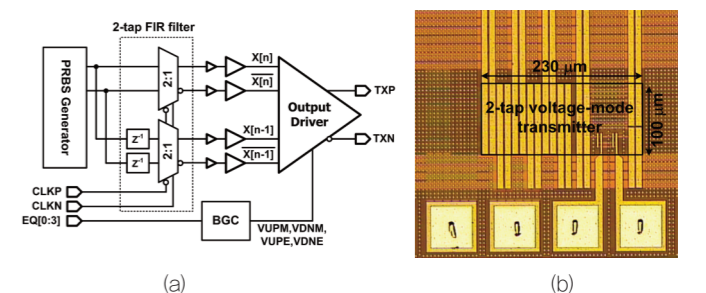 2-tap FIR filter
PRBS Generator
2:1
Z⁻¹
Z⁻¹
2:1
X[n]
X[n]
X[n-1]
X[n-1]
Output
Driver
TXP
TXN
CLKP
CLKN
EQ[0:3]
BGC
VUPM,VDNM,
VUPE,VDNE
(a)
230 µm
2-tap voltage-mode
transmitter
100 µm
(b)